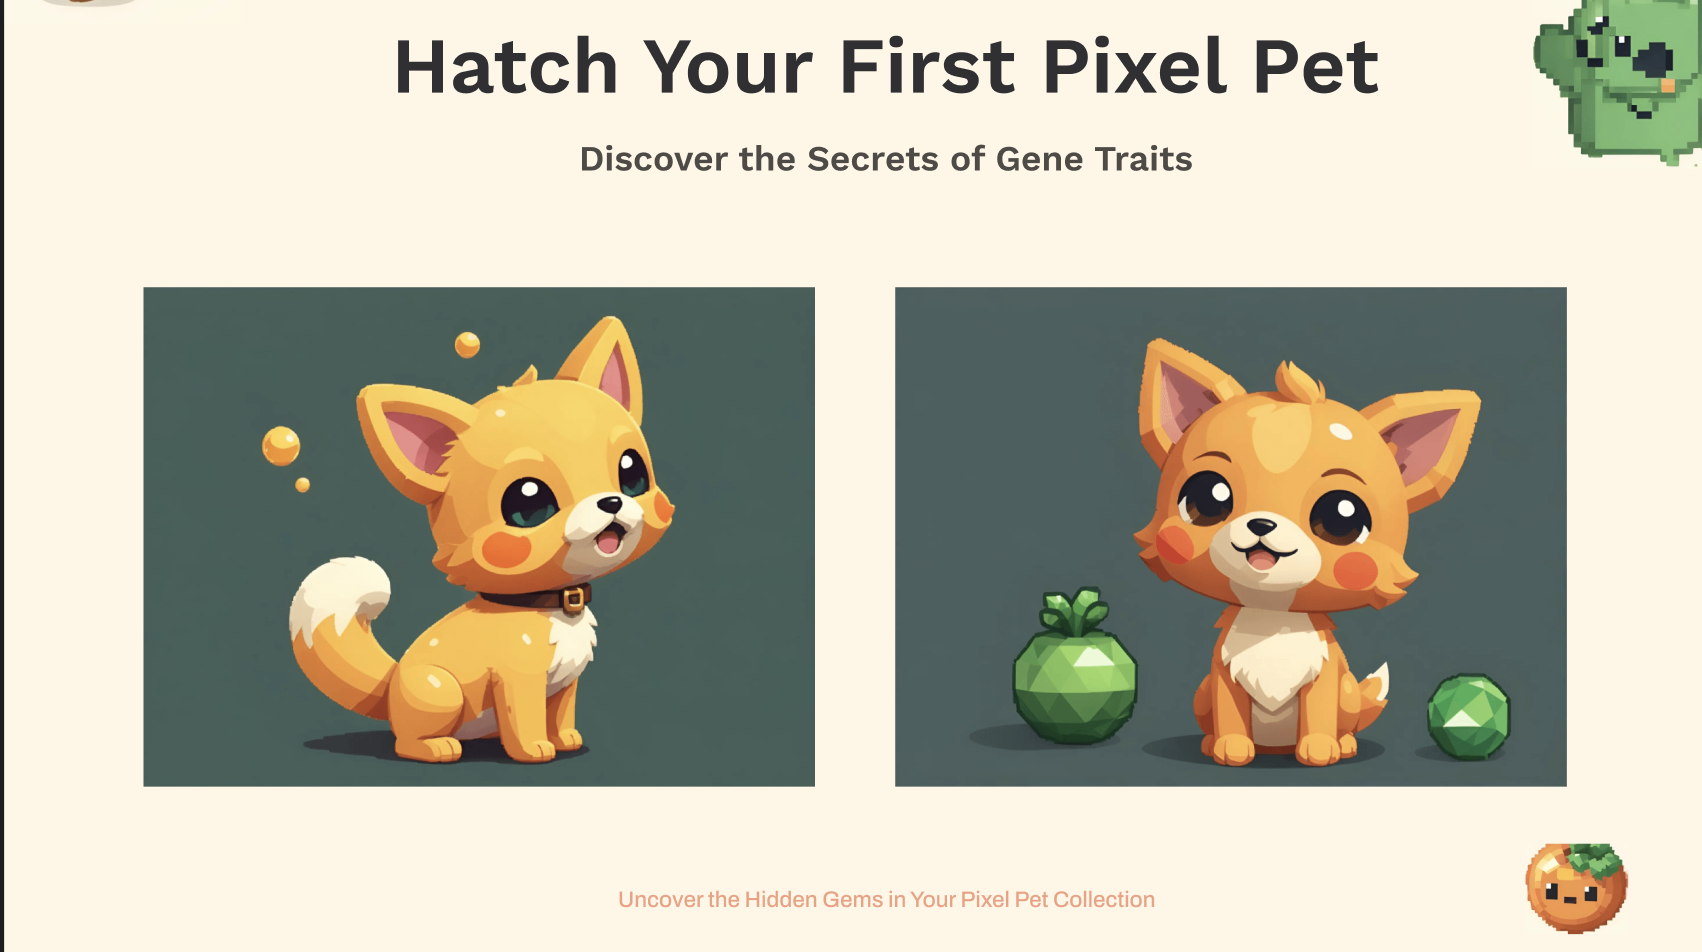 Hatch Your First Pixel Pet
Discover the Secrets of Gene Traits
Uncover the Hidden Gems in Your Pixel Pet Collection